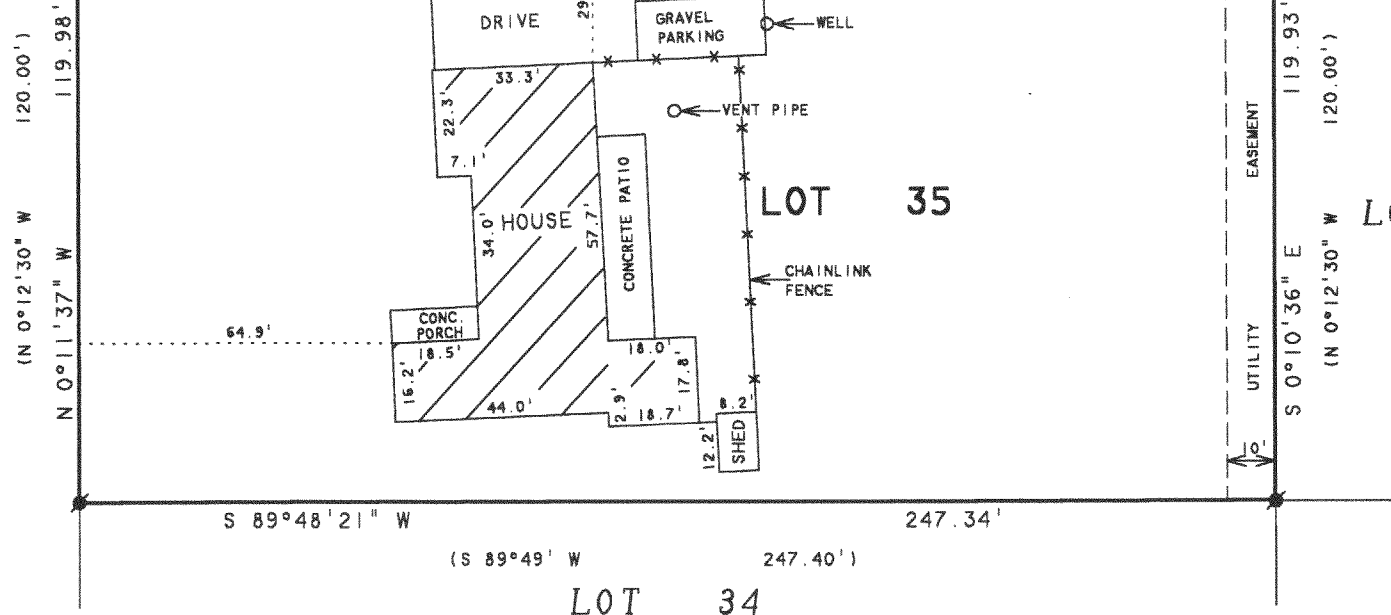 DRIVE
29
GRAVEL
PARKING
WELL
33.3'
22.3'
7.1'
VENT PIPE
HOUSE
34.0'
57.7'
CONCRETE PATIO
LOT 35
CHAINLINK
FENCE
CONC.
PORCH
64.9'
18.5'
16.2'
44.0'
18.0'
17.8'
2.9'
18.7'
8.2'
12.2'
SHED
(N 0°12'30" W 120.00')
N 0°11'37" W 119.98'
UTILITY EASEMENT
10'
S 0°10'36" E 119.93'
(N 0°12'30" W 120.00')
S 89°48'21" W 247.34'
(S 89°49' W 247.40')
LOT 34